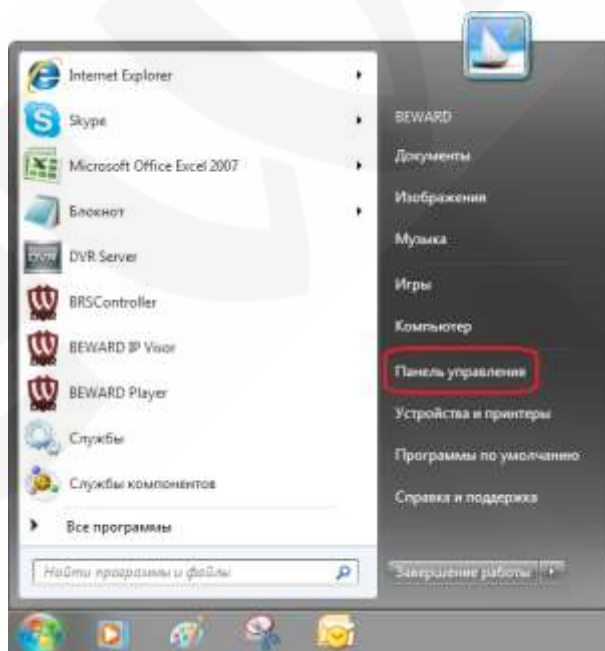 Internet Explorer
Skype
Microsoft Office Excel 2007
Блокнот
DVR Server
BRSController
BEWARD IP Visor
BEWARD Player
Службы
Службы компонентов
Все программы
Найти программы и файлы
BEWARD
Документы
Изображения
Музыка
Игры
Компьютер
Панель управления
Устройства и принтеры
Программы по умолчанию
Справка и поддержка
Завершение работы